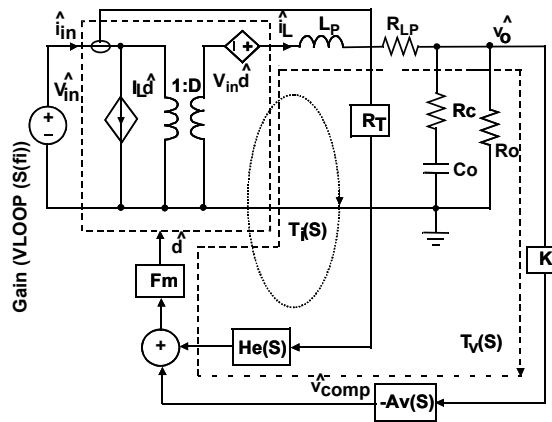 î_in
î_L
L_P
R_LP
v̂_o
V̂_in
I_L d̂
1:D
V_in d̂
+
−
R_T
Rc
Ro
Co
T_i(S)
d̂
K
Fm
+
He(S)
T_v(S)
v̂_comp
-Av(S)
Gain (VLOOP (S(fi))